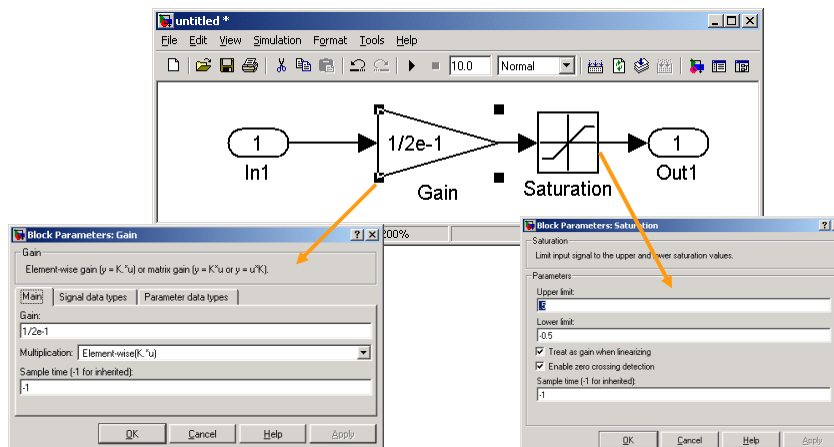 untitled *
File Edit View Simulation Format Tools Help
10.0 Normal
1
In1
1/2e-1
Gain
Saturation
1
Out1
200%
Block Parameters: Gain
Gain
Element-wise gain (y = K.*u) or matrix gain (y = K*u or y = u*K).
Main Signal data types Parameter data types
Gain:
1/2e-1
Multiplication: Element-wise(K.*u)
Sample time (-1 for inherited):
-1
OK Cancel Help Apply
Block Parameters: Saturation
Saturation
Limit input signal to the upper and lower saturation values.
Parameters
Upper limit:
.5
Lower limit:
-0.5
Treat as gain when linearizing
Enable zero crossing detection
Sample time (-1 for inherited):
-1
OK Cancel Help Apply